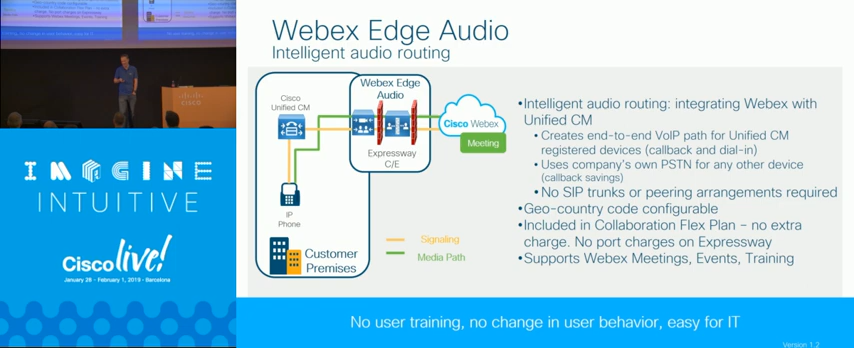 Webex Edge Audio
Intelligent audio routing
Webex Edge
Audio
Cisco
Unified CM
Cisco Webex
Meeting
Expressway
C/E
IP
Phone
Customer
Premises
Signaling
Media Path
•Intelligent audio routing: integrating Webex with
Unified CM
• Creates end-to-end VoIP path for Unified CM
registered devices (callback and dial-in)
• Uses company's own PSTN for any other device
(callback savings)
• No SIP trunks or peering arrangements required
•Geo-country code configurable
•Included in Collaboration Flex Plan – no extra
charge. No port charges on Expressway
•Supports Webex Meetings, Events, Training
No user training, no change in user behavior, easy for IT
Version 1.2
IMAGINE
INTUITIVE
Cisco live!
January 28 - February 1, 2019 · Barcelona